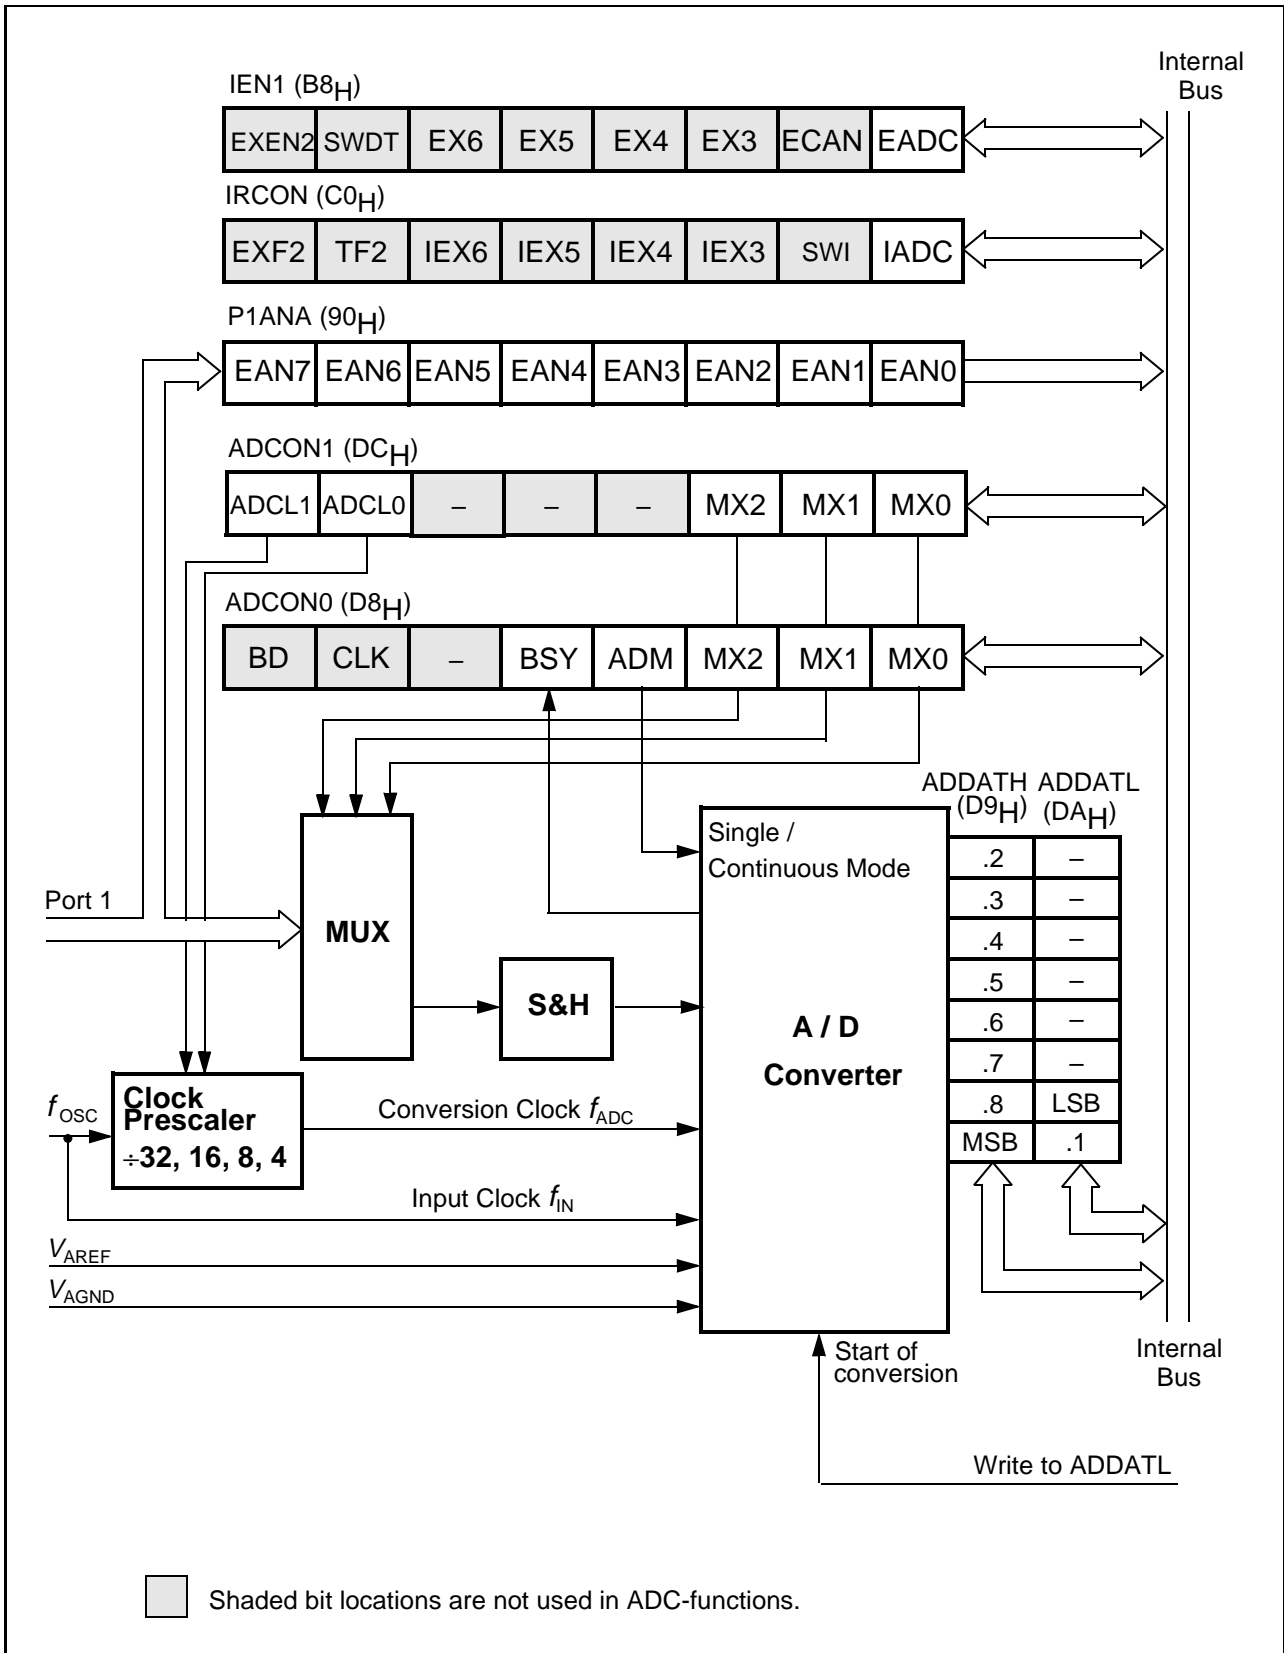 Internal
Bus
IEN1 (B8H)
EXEN2 SWDT EX6 EX5 EX4 EX3 ECAN EADC
IRCON (C0H)
EXF2 TF2 IEX6 IEX5 IEX4 IEX3 SWI IADC
P1ANA (90H)
EAN7 EAN6 EAN5 EAN4 EAN3 EAN2 EAN1 EAN0
ADCON1 (DCH)
ADCL1 ADCL0 – – – MX2 MX1 MX0
ADCON0 (D8H)
BD CLK – BSY ADM MX2 MX1 MX0
ADDATH ADDATL
(D9H) (DAH)
Single /
Continuous Mode
.2 –
.3 –
.4 –
.5 –
.6 –
.7 –
.8 LSB
MSB .1
Port 1
MUX
S&H
A / D
Converter
fOSC
Clock
Prescaler
÷32, 16, 8, 4
Conversion Clock fADC
Input Clock fIN
VAREF
VAGND
Start of
conversion
Internal
Bus
Write to ADDATL
Shaded bit locations are not used in ADC-functions.